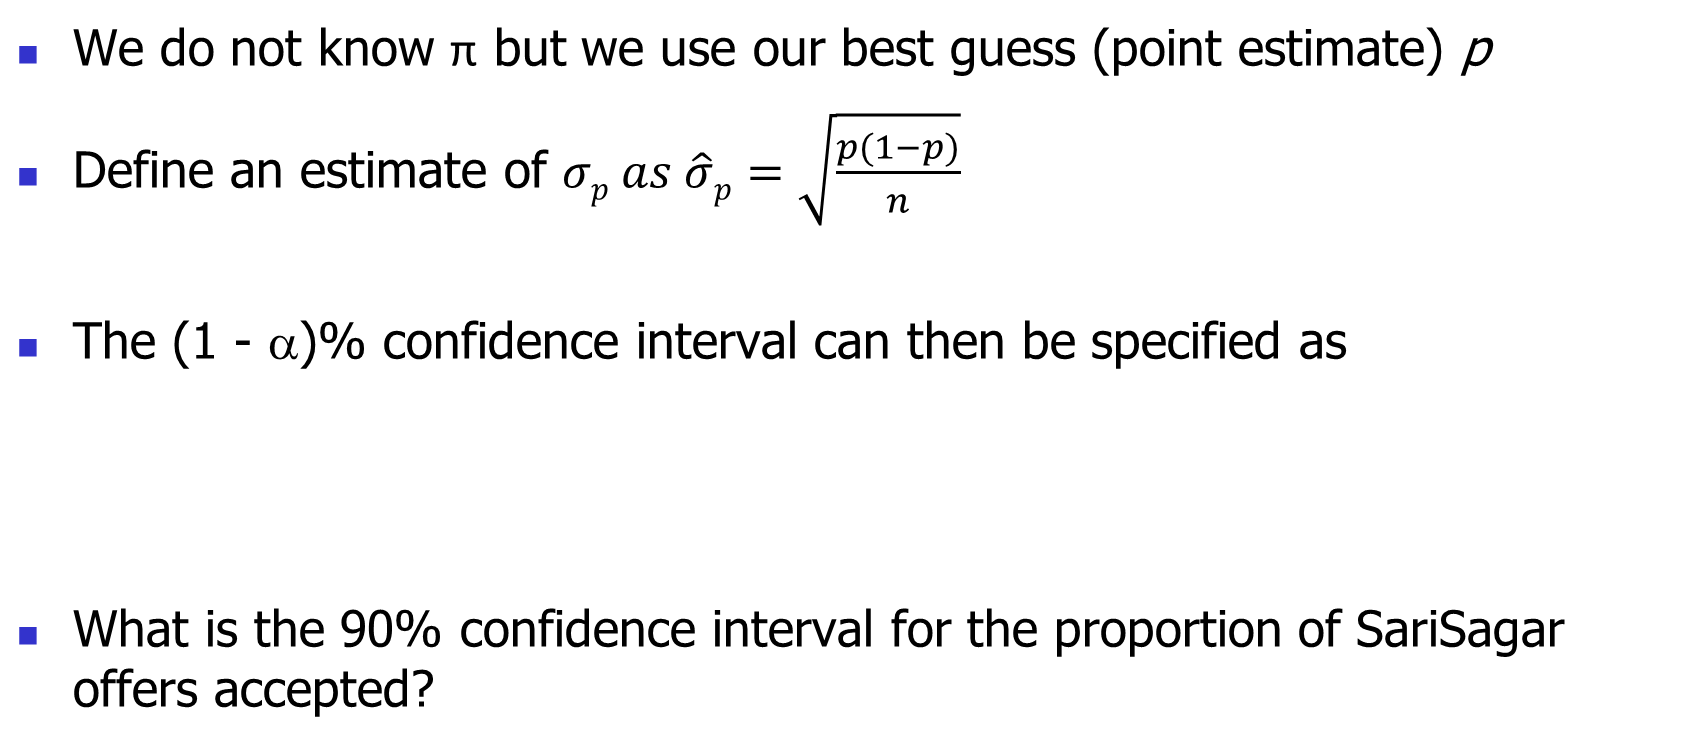 ▪ We do not know π but we use our best guess (point estimate) p
▪ Define an estimate of σ_p as σ̂_p = √(p(1−p)/n)
▪ The (1 - α)% confidence interval can then be specified as
▪ What is the 90% confidence interval for the proportion of SariSagar
offers accepted?